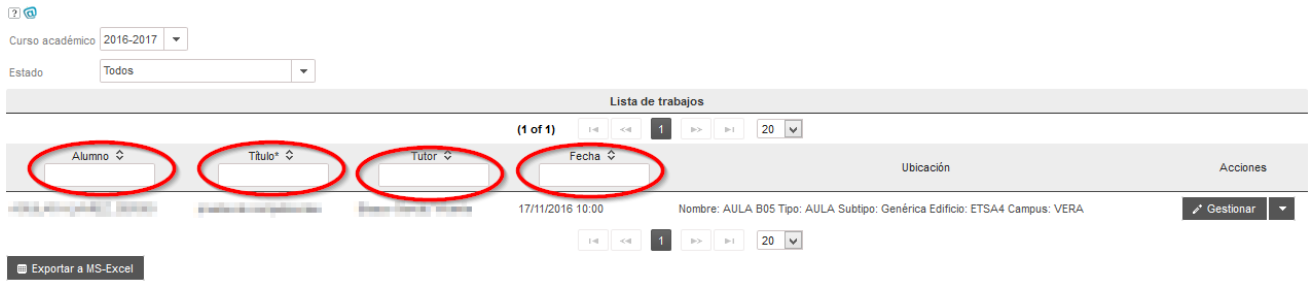 ?
Curso académico 2016-2017
Estado Todos
Lista de trabajos
(1 of 1) 1 20
Alumno Título* Tutor Fecha Ubicación Acciones
17/11/2016 10:00 Nombre: AULA B05 Tipo: AULA Subtipo: Genérica Edificio: ETSA4 Campus: VERA Gestionar
1 20
Exportar a MS-Excel